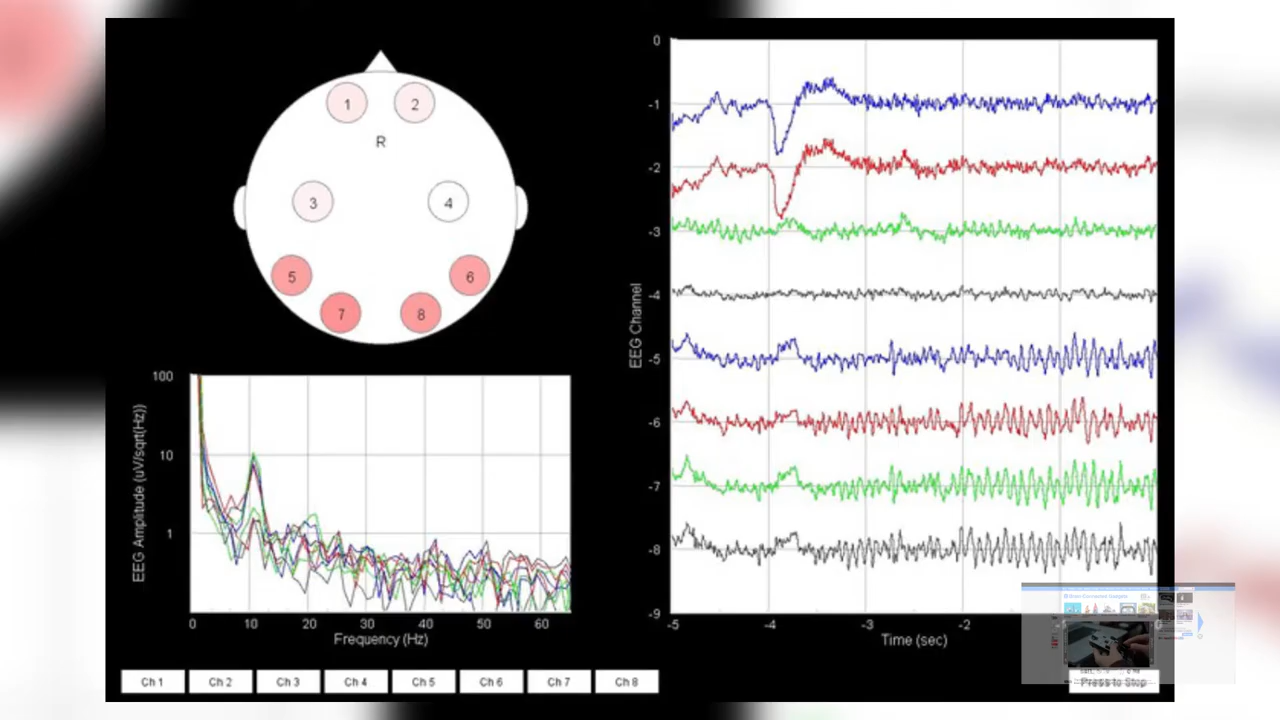 1
2
R
3
4
5
6
7
8
100
10
1
EEG Amplitude (uV/sqrt(Hz))
0
10
20
30
40
50
60
Frequency (Hz)
0
-1
-2
-3
-4
-5
-6
-7
-8
-9
EEG Channel
-5
-4
-3
-2
Time (sec)
Ch 1
Ch 2
Ch 3
Ch 4
Ch 5
Ch 6
Ch 7
Ch 8
Press to Stop
Brain Controlled Gadgets